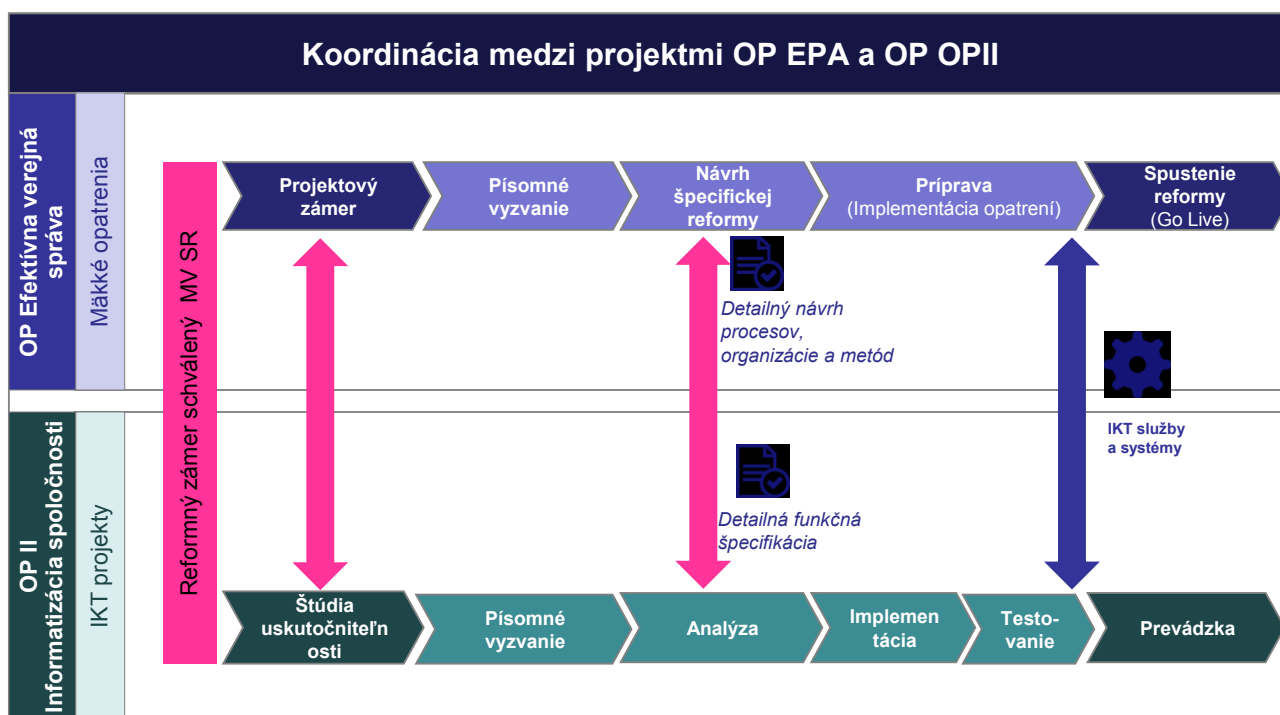 Koordinácia medzi projektmi OP EPA a OP OPII
OP Efektívna verejná
správa
Mäkké opatrenia
Reformný zámer schválený MV SR
Projektový
zámer
Písomné
vyzvanie
Návrh
špecifickej
reformy
Príprava
(Implementácia opatrení)
Spustenie
reformy
(Go Live)
Detailný návrh
procesov,
organizácie a metód
IKT služby
a systémy
Detailná funkčná
špecifikácia
OP II
Informatizácia spoločnosti
IKT projekty
Štúdia
uskutočniteľn
osti
Písomné
vyzvanie
Analýza
Implemen
tácia
Testo-
vanie
Prevádzka